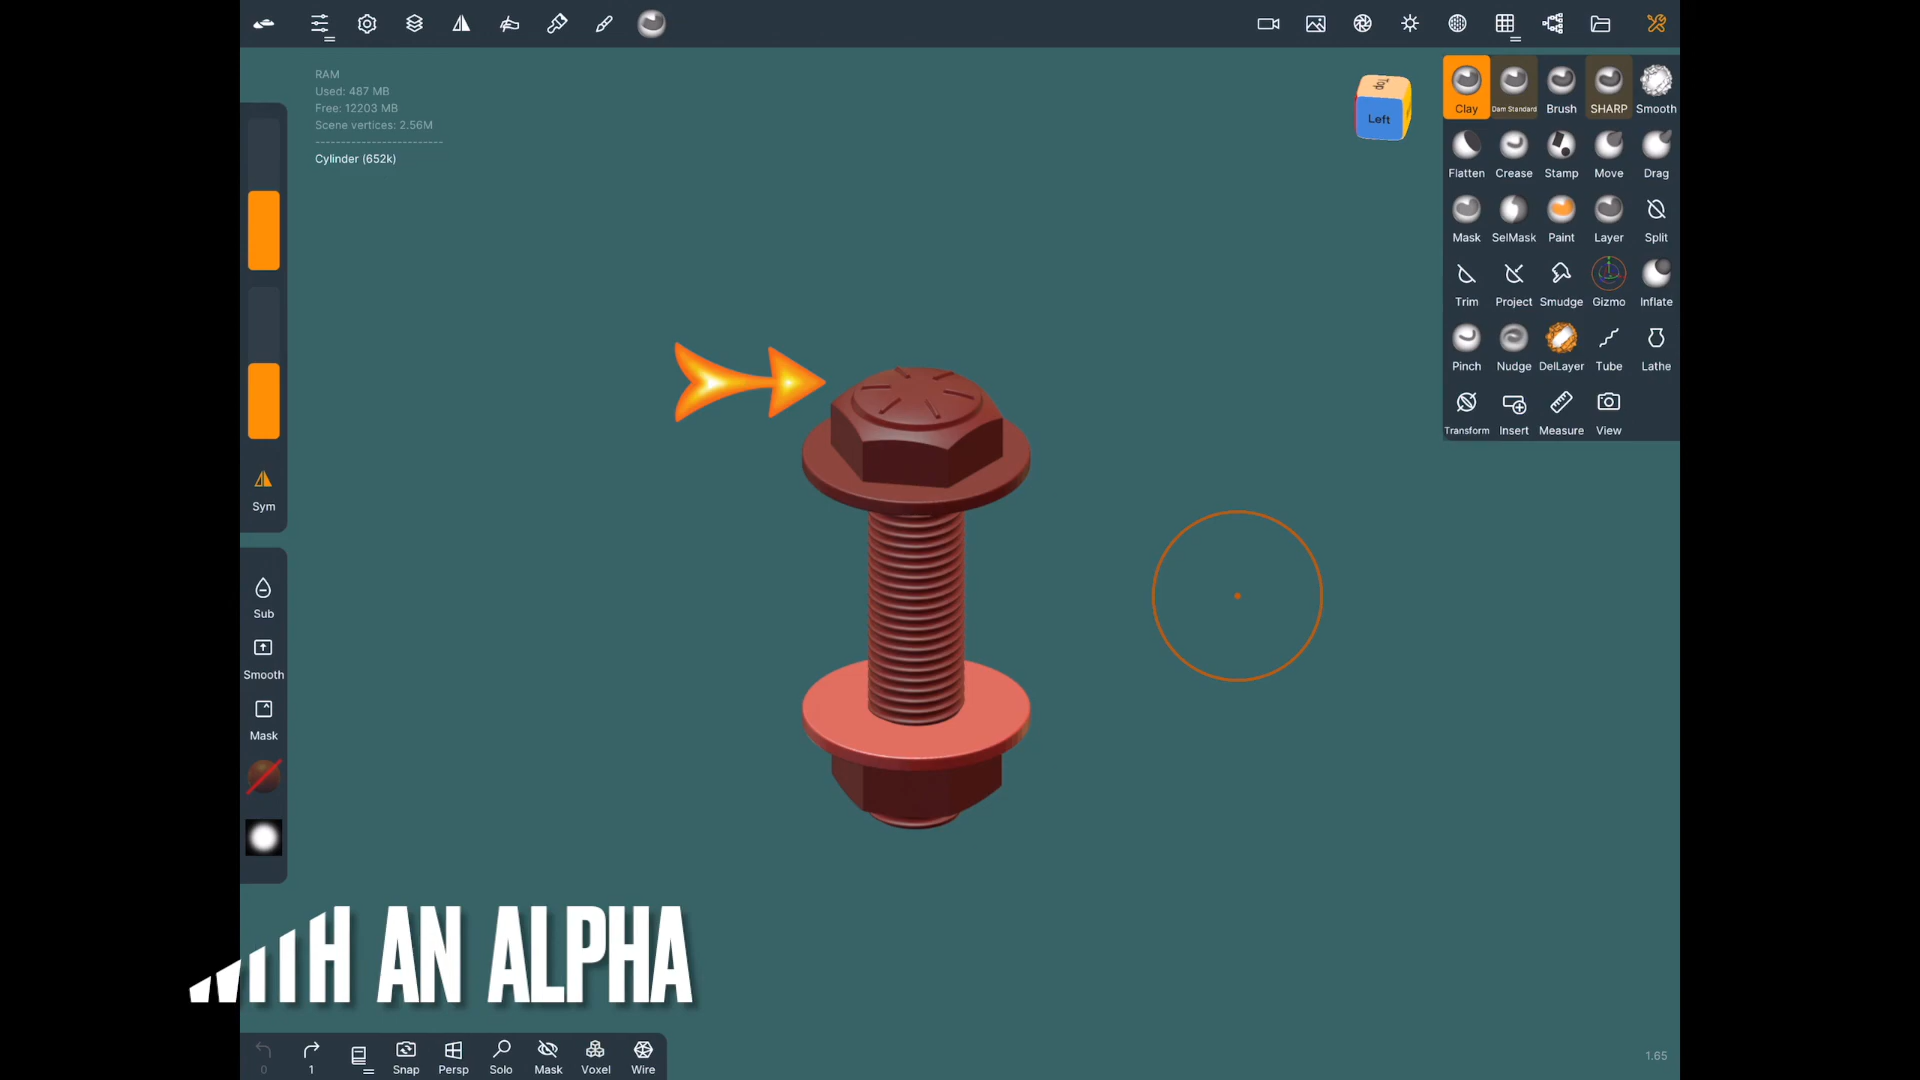 RAM
Used: 487 MB
Free: 12203 MB
Scene vertices: 2.56M
Cylinder (652k)
Top
Left
Clay
Dam Standard
Brush
SHARP
Smooth
Flatten
Crease
Stamp
Move
Drag
Mask
SelMask
Paint
Layer
Split
Trim
Project
Smudge
Gizmo
Inflate
Pinch
Nudge
DelLayer
Tube
Lathe
Transform
Insert
Measure
View
Sym
Sub
Smooth
Mask
WITH AN ALPHA
0
1
Snap
Persp
Solo
Mask
Voxel
Wire
1.65